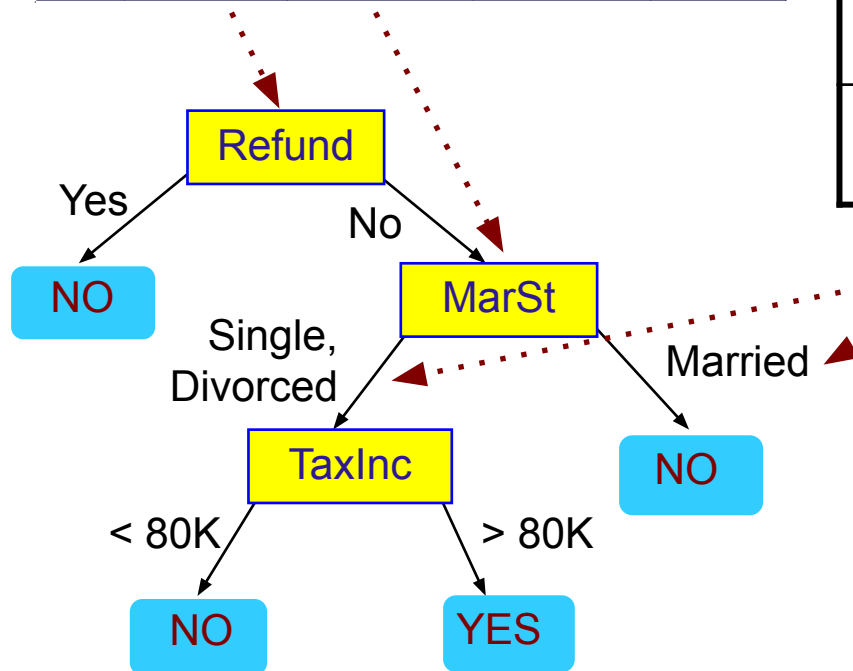 Refund
Yes
No
NO
MarSt
Single,
Divorced
Married
TaxInc
NO
< 80K
> 80K
NO
YES